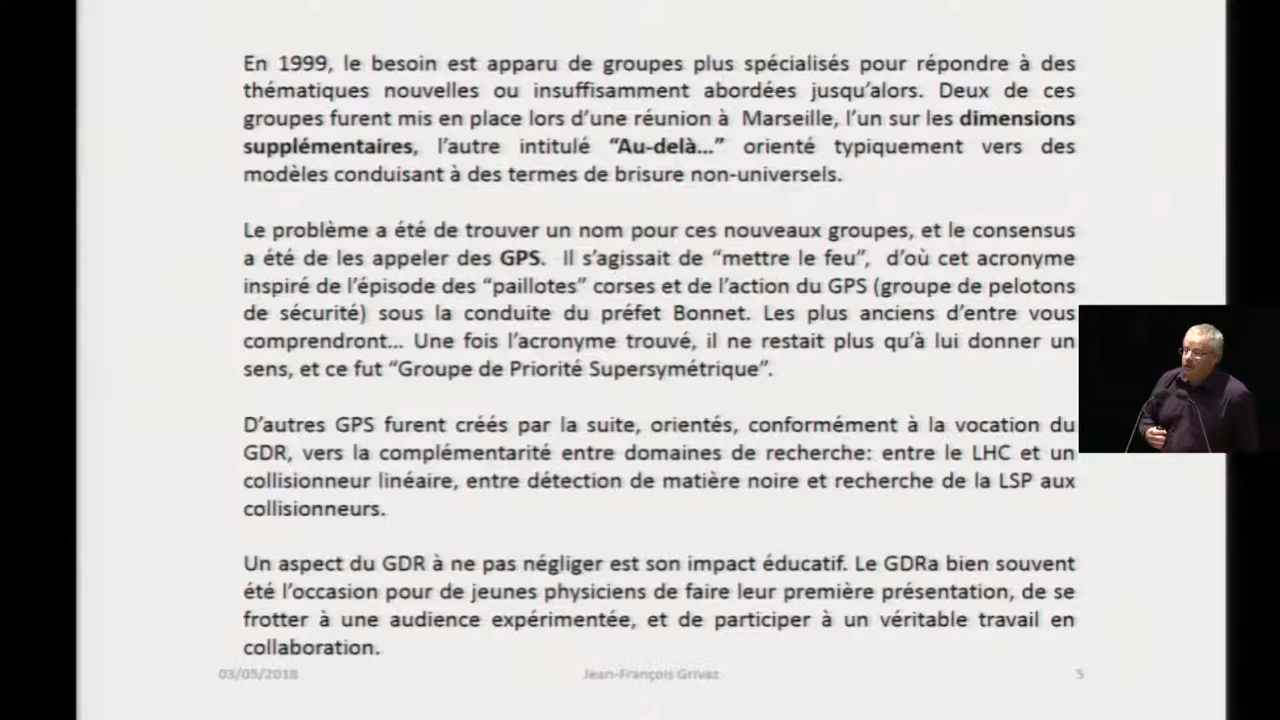 En 1999, le besoin est apparu de groupes plus spécialisés pour répondre à des
thématiques nouvelles ou insuffisamment abordées jusqu'alors. Deux de ces
groupes furent mis en place lors d'une réunion à Marseille, l'un sur les dimensions
supplémentaires, l'autre intitulé “Au-delà…” orienté typiquement vers des
modèles conduisant à des termes de brisure non-universels.
Le problème a été de trouver un nom pour ces nouveaux groupes, et le consensus
a été de les appeler des GPS. Il s'agissait de “mettre le feu”, d'où cet acronyme
inspiré de l'épisode des “paillotes” corses et de l'action du GPS (groupe de pelotons
de sécurité) sous la conduite du préfet Bonnet. Les plus anciens d'entre vous
comprendront… Une fois l'acronyme trouvé, il ne restait plus qu'à lui donner un
sens, et ce fut “Groupe de Priorité Supersymétrique”.
D'autres GPS furent créés par la suite, orientés, conformément à la vocation du
GDR, vers la complémentarité entre domaines de recherche: entre le LHC et un
collisionneur linéaire, entre détection de matière noire et recherche de la LSP aux
collisionneurs.
Un aspect du GDR à ne pas négliger est son impact éducatif. Le GDRa bien souvent
été l'occasion pour de jeunes physiciens de faire leur première présentation, de se
frotter à une audience expérimentée, et de participer à un véritable travail en
collaboration.
03/05/2018 Jean-François Grivaz 5